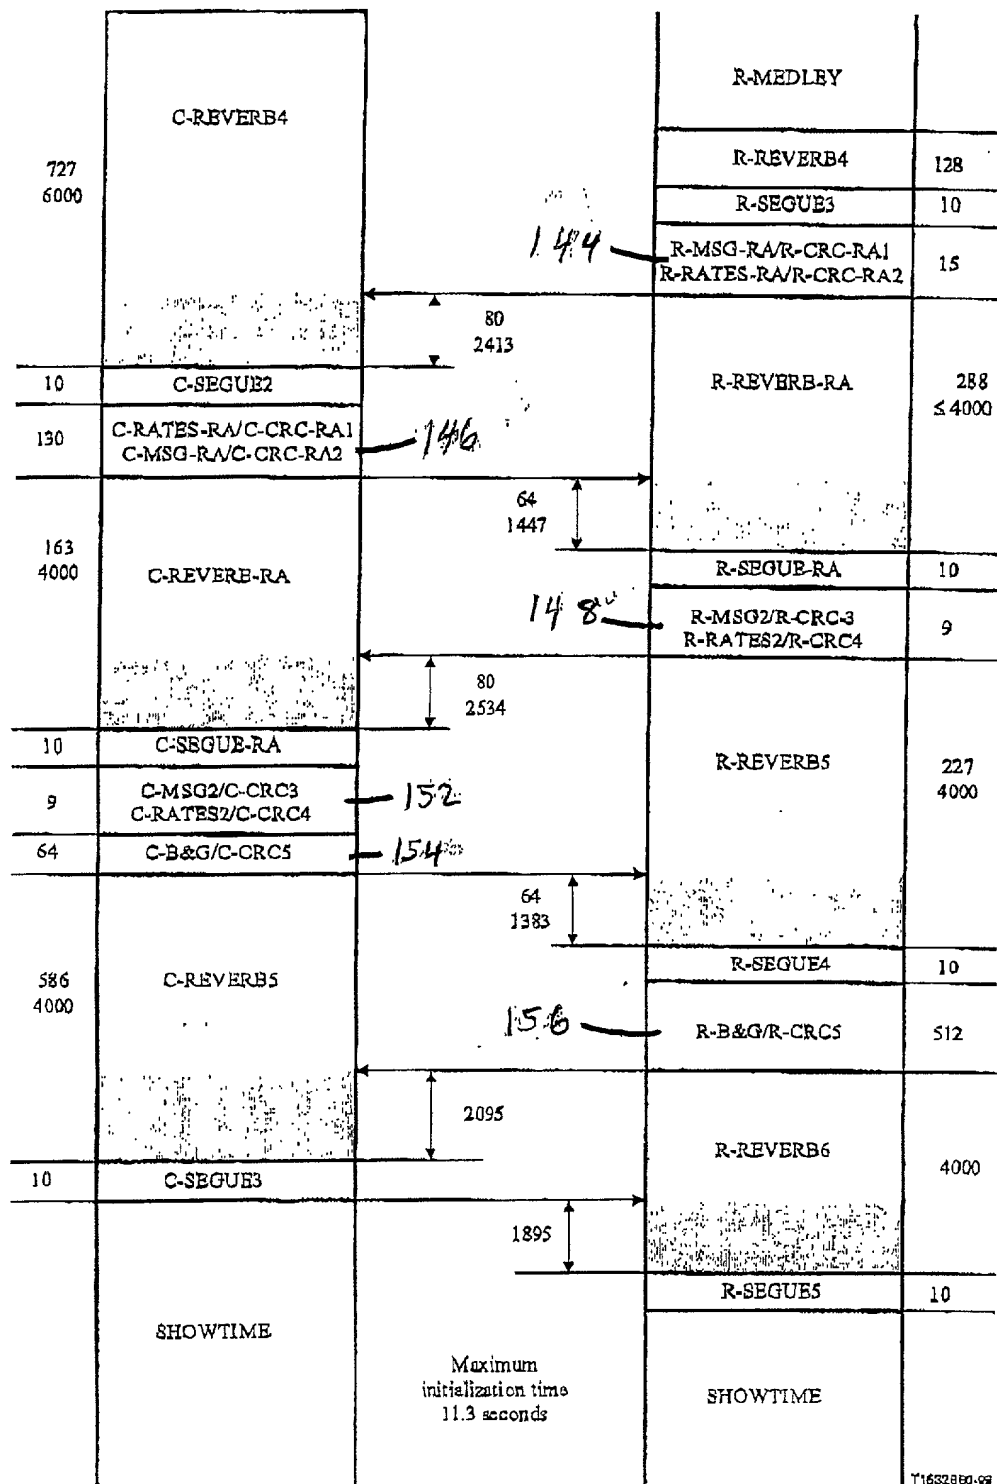 R-MEDLEY
C-REVERB4
R-REVERB4
128
727
6000
R-SEGUE3
10
144
R-MSG-RA/R-CRC-RA1
R-RATES-RA/R-CRC-RA2
15
80
2413
10
C-SEGUE2
R-REVERB-RA
288
≤4000
130
C-RATES-RA/C-CRC-RA1
C-MSG-RA/C-CRC-RA2
146
64
1447
163
4000
C-REVERB-RA
R-SEGUE-RA
10
148
R-MSG2/R-CRC-3
R-RATES2/R-CRC4
9
80
2534
10
C-SEGUE-RA
R-REVERB5
227
4000
9
C-MSG2/C-CRC3
C-RATES2/C-CRC4
152
64
C-B&G/C-CRC5
154
64
1383
R-SEGUE4
10
586
4000
C-REVERB5
156
R-B&G/R-CRC5
512
2095
R-REVERB6
4000
10
C-SEGUE3
1895
R-SEGUE5
10
SHOWTIME
Maximum
initialization time
11.3 seconds
SHOWTIME
T1632880-99